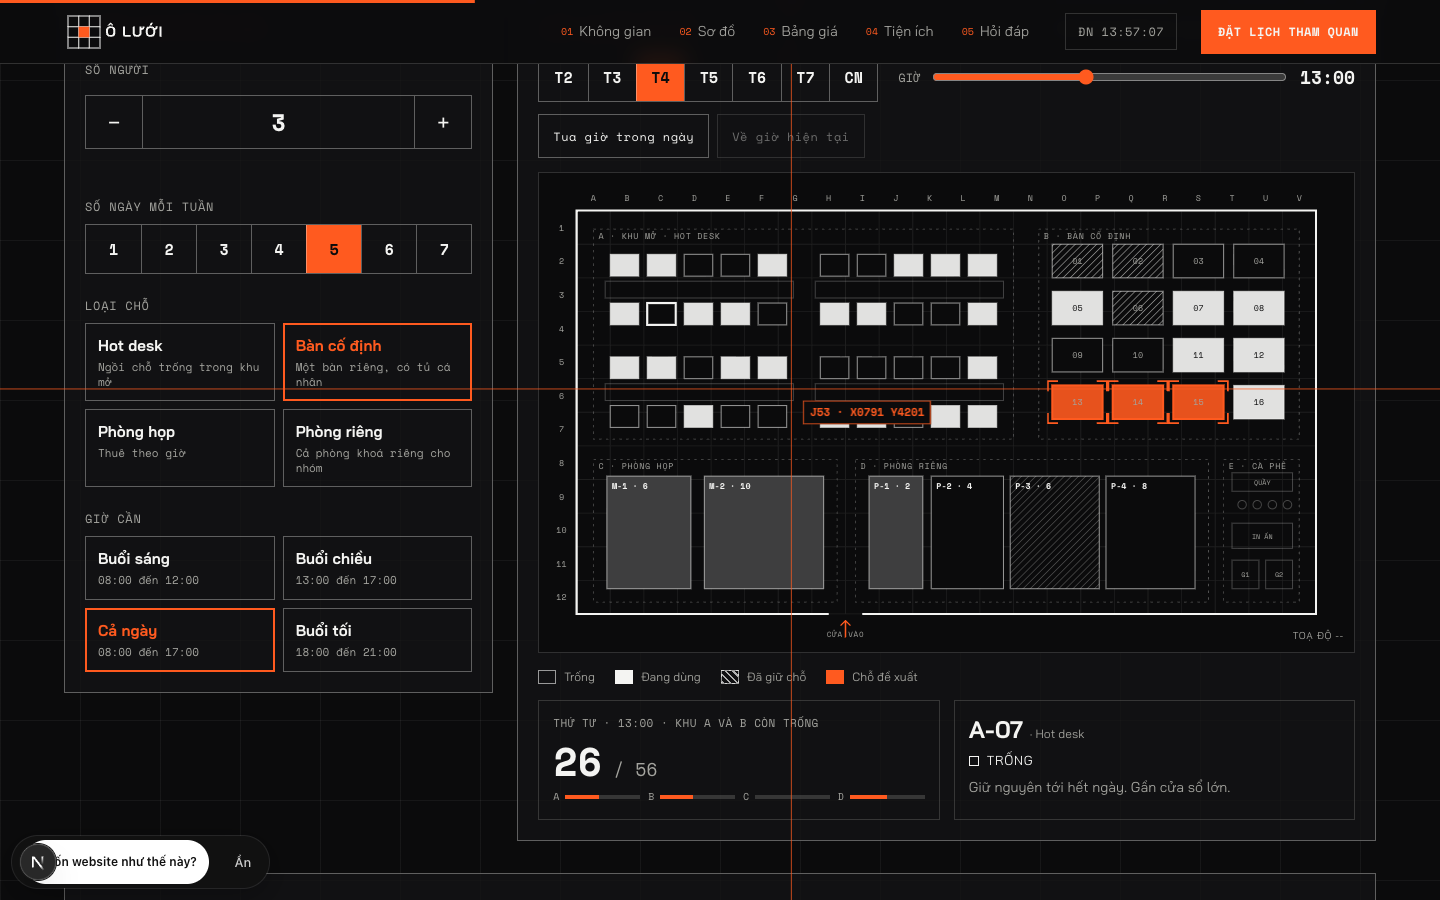 Ô LƯỚI
01 Không gian
02 Sơ đồ
03 Bảng giá
04 Tiện ích
05 Hỏi đáp
ĐN 13:57:07
ĐẶT LỊCH THAM QUAN
SỐ NGƯỜI
− 3 +
SỐ NGÀY MỖI TUẦN
1 2 3 4 5 6 7
LOẠI CHỖ
Hot desk
Ngồi chỗ trống trong khu
mở
Bàn cố định
Một bàn riêng, có tủ cá
nhân
Phòng họp
Thuê theo giờ
Phòng riêng
Cả phòng khoá riêng cho
nhóm
GIỜ CẦN
Buổi sáng
08:00 đến 12:00
Buổi chiều
13:00 đến 17:00
Cả ngày
08:00 đến 17:00
Buổi tối
18:00 đến 21:00
T2 T3 T4 T5 T6 T7 CN
GIỜ 13:00
Tua giờ trong ngày
Về giờ hiện tại
A B C D E F G H I J K L M N O P Q R S T U V
1
2
3
4
5
6
7
8
9
10
11
12
A · KHU MỞ · HOT DESK
B · BÀN CỐ ĐỊNH
01 02 03 04
05 06 07 08
09 10 11 12
13 14 15 16
J53 · X0791 Y4201
C · PHÒNG HỌP
M-1 · 6
M-2 · 10
D · PHÒNG RIÊNG
P-1 · 2
P-2 · 4
P-3 · 6
P-4 · 8
E · CÀ PHÊ
QUẦY
IN ẤN
G1 G2
CỬA VÀO
TOẠ ĐỘ --
Trống
Đang dùng
Đã giữ chỗ
Chỗ đề xuất
THỨ TƯ · 13:00 · KHU A VÀ B CÒN TRỐNG
26 / 56
A B C D
A-07 · Hot desk
TRỐNG
Giữ nguyên tới hết ngày. Gần cửa sổ lớn.
website như thế này?
Ẩn